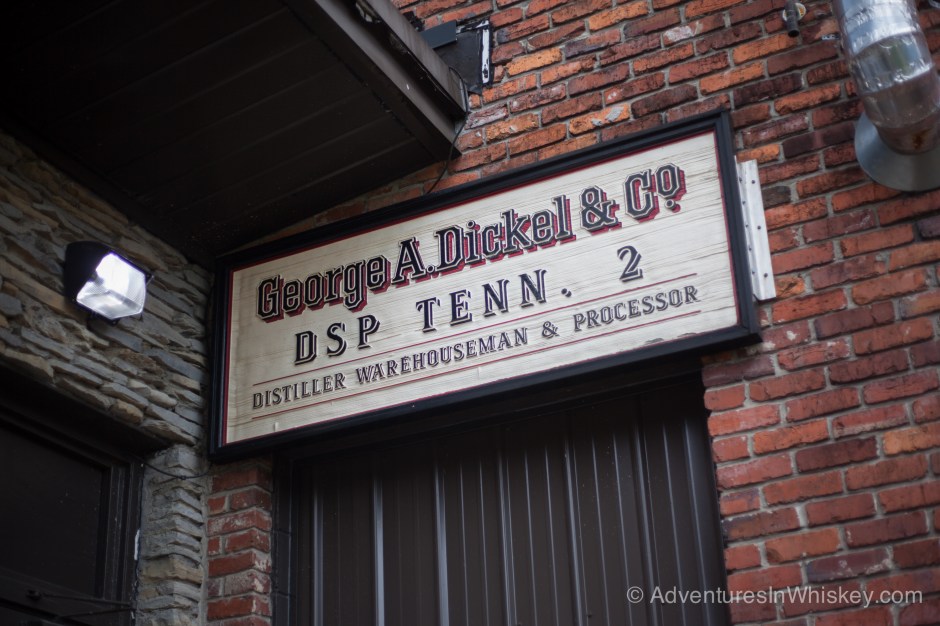 George A. Dickel & Co.
DSP TENN. 2
DISTILLER WAREHOUSEMAN & PROCESSOR
© AdventuresInWhiskey.com